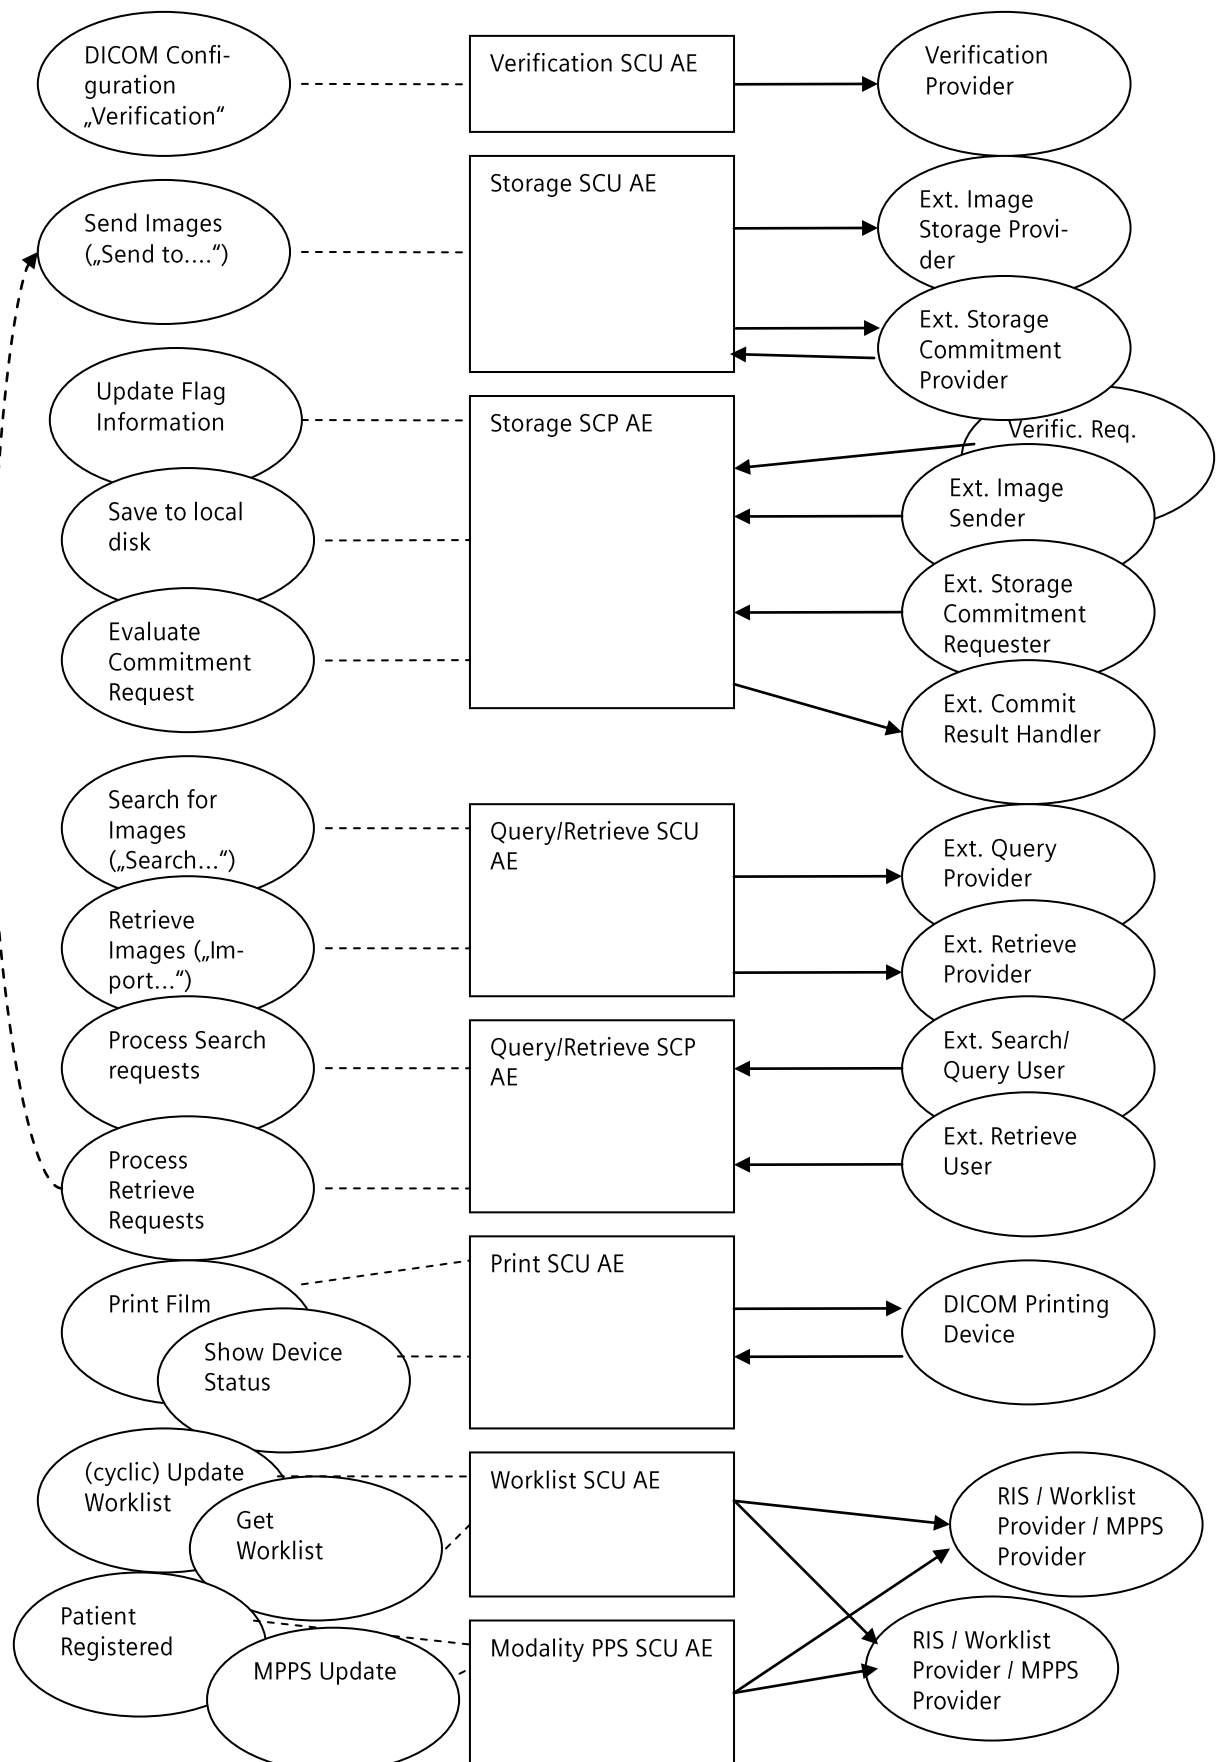 DICOM Confi-
guration
„Verification“
Verification SCU AE
Verification
Provider
Send Images
(„Send to....“)
Storage SCU AE
Ext. Image
Storage Provi-
der
Ext. Storage
Commitment
Provider
Update Flag
Information
Storage SCP AE
Verific. Req.
Save to local
disk
Ext. Image
Sender
Evaluate
Commitment
Request
Ext. Storage
Commitment
Requester
Ext. Commit
Result Handler
Search for
Images
(„Search...“)
Query/Retrieve SCU
AE
Ext. Query
Provider
Retrieve
Images („Im-
port...“)
Ext. Retrieve
Provider
Process Search
requests
Query/Retrieve SCP
AE
Ext. Search/
Query User
Process
Retrieve
Requests
Ext. Retrieve
User
Print Film
Print SCU AE
DICOM Printing
Device
Show Device
Status
(cyclic) Update
Worklist
Worklist SCU AE
RIS / Worklist
Provider / MPPS
Provider
Get
Worklist
Patient
Registered
Modality PPS SCU AE
RIS / Worklist
Provider / MPPS
Provider
MPPS Update